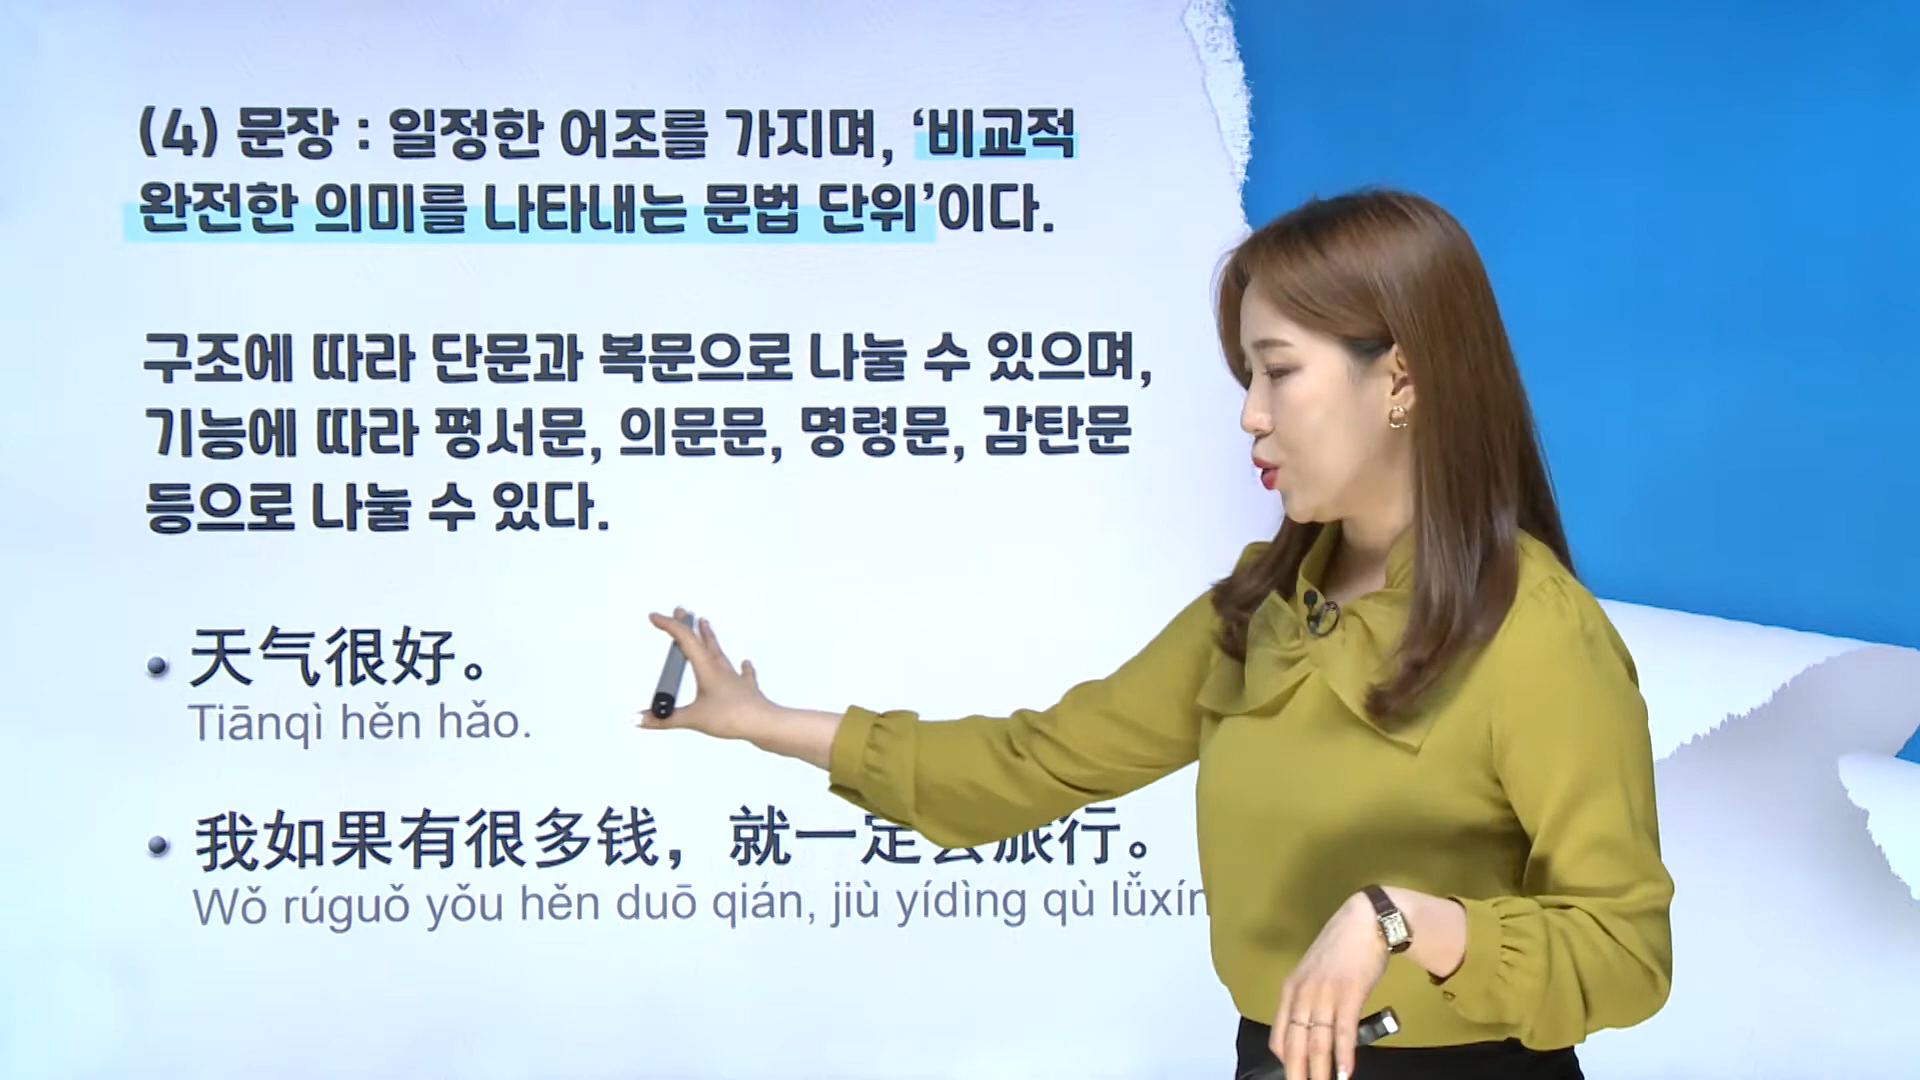 (4) 문장 : 일정한 어조를 가지며, ‘비교적
완전한 의미를 나타내는 문법 단위’이다.
구조에 따라 단문과 복문으로 나눌 수 있으며,
기능에 따라 평서문, 의문문, 명령문, 감탄문
등으로 나눌 수 있다.
天气很好。
Tiānqì hěn hǎo.
我如果有很多钱，就一定去旅行。
Wǒ rúguǒ yǒu hěn duō qián, jiù yídìng qù